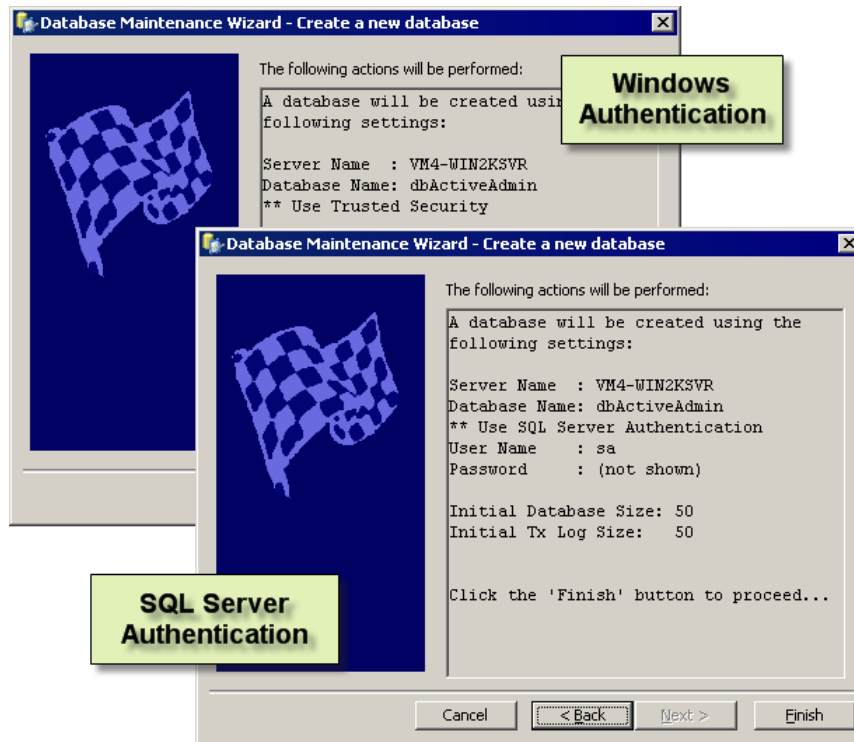 Database Maintenance Wizard - Create a new database
The following actions will be performed:
A database will be created
following settings:
Server Name : VM4-WIN2KSVR
Database Name: dbActiveAdmin
** Use Trusted Security
Windows
Authentication
Database Maintenance Wizard - Create a new database
The following actions will be performed:
A database will be created using the
following settings:
Server Name : VM4-WIN2KSVR
Database Name: dbActiveAdmin
** Use SQL Server Authentication
User Name : sa
Password : (not shown)
Initial Database Size: 50
Initial Tx Log Size: 50
Click the 'Finish' button to proceed...
SQL Server
Authentication
Cancel
< Back
Next >
Finish